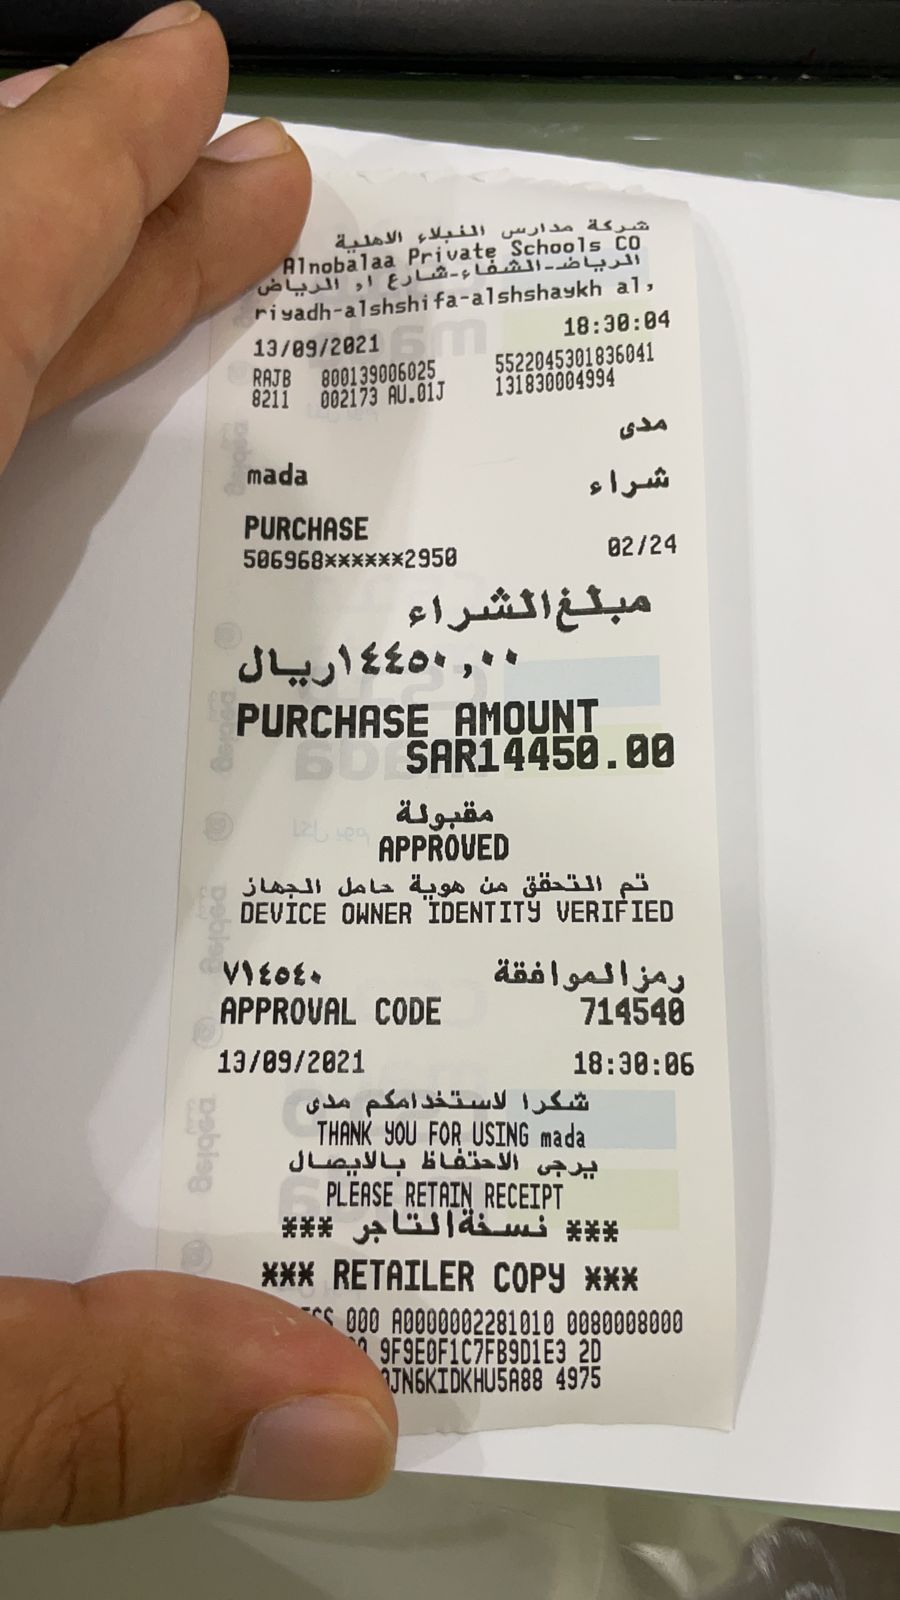 شركة مدارس النبلاء الاهلية
Alnobalaa Private Schools CO
الرياض-الشفاء-شارع ا, الرياض
riyadh-alshshifa-alshshaykh al,
13/09/2021 18:30:04
RAJB 800139006025 5522045301836041
8211 002173 AU.01J 131830004994
مدى
mada
شراء
PURCHASE
506968******2950 02/24
مبلغ الشراء
١٤٤٥٠,٠٠ ريال
PURCHASE AMOUNT
SAR14450.00
مقبولة
APPROVED
تم التحقق من هوية حامل الجهاز
DEVICE OWNER IDENTITY VERIFIED
رمز الموافقة ٧١٤٥٤٠
APPROVAL CODE 714540
13/09/2021 18:30:06
شكرا لاستخدامكم مدى
THANK YOU FOR USING mada
يرجى الاحتفاظ بالايصال
PLEASE RETAIN RECEIPT
*** نسخة التاجر ***
*** RETAILER COPY ***
000 A0000002281010 0080008000
9F9E0F1C7FB9D1E3 2D
JN6KIDKHU5A88 4975